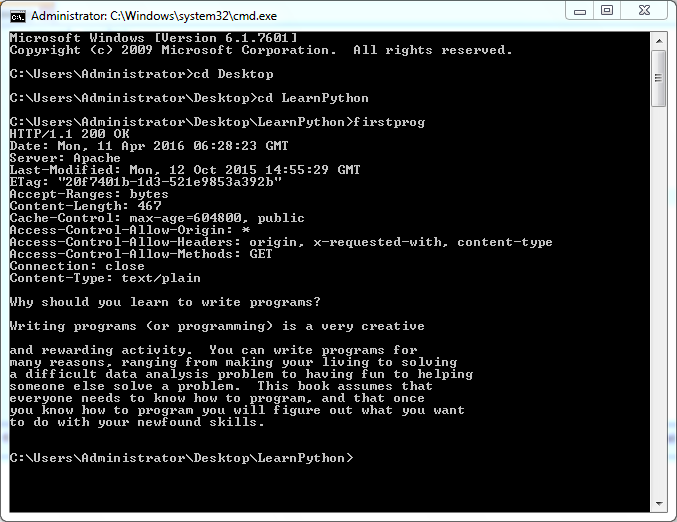 Administrator: C:\Windows\system32\cmd.exe
Microsoft Windows [Version 6.1.7601]
Copyright (c) 2009 Microsoft Corporation.  All rights reserved.
C:\Users\Administrator>cd Desktop
C:\Users\Administrator\Desktop>cd LearnPython
C:\Users\Administrator\Desktop\LearnPython>firstprog
HTTP/1.1 200 OK
Date: Mon, 11 Apr 2016 06:28:23 GMT
Server: Apache
Last-Modified: Mon, 12 Oct 2015 14:55:29 GMT
ETag: "20f7401b-1d3-521e9853a392b"
Accept-Ranges: bytes
Content-Length: 467
Cache-Control: max-age=604800, public
Access-Control-Allow-Origin: *
Access-Control-Allow-Headers: origin, x-requested-with, content-type
Access-Control-Allow-Methods: GET
Connection: close
Content-Type: text/plain
Why should you learn to write programs?
Writing programs (or programming) is a very creative
and rewarding activity.  You can write programs for
many reasons, ranging from making your living to solving
a difficult data analysis problem to having fun to helping
someone else solve a problem.  This book assumes that
everyone needs to know how to program, and that once
you know how to program you will figure out what you want
to do with your newfound skills.
C:\Users\Administrator\Desktop\LearnPython>